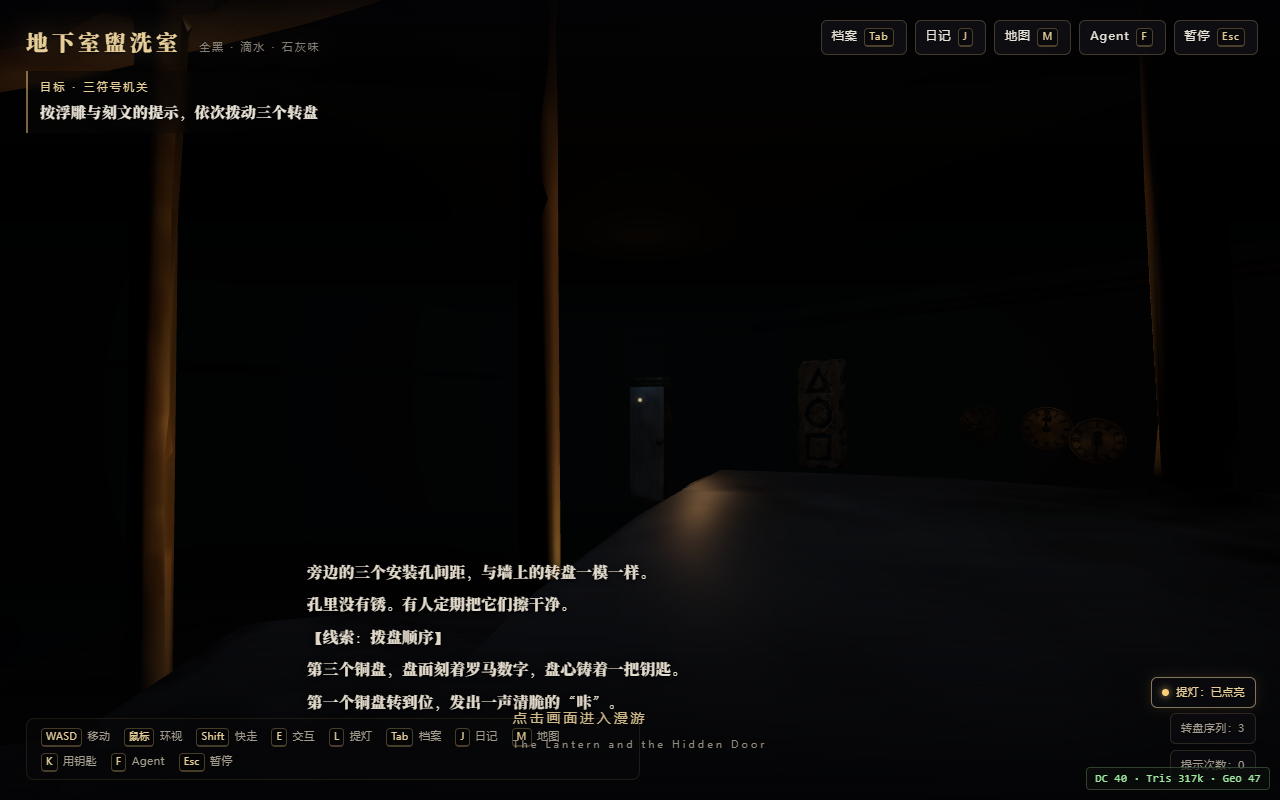 地下室盥洗室 全黑 · 滴水 · 石灰味
档案 Tab 日记 J 地图 M Agent F 暂停 Esc
目标 · 三符号机关
按浮雕与刻文的提示，依次拨动三个转盘
旁边的三个安装孔间距，与墙上的转盘一模一样。
孔里没有锈。有人定期把它们擦干净。
【线索：拨盘顺序】
第三个铜盘，盘面刻着罗马数字，盘心铸着一把钥匙。
第一个铜盘转到位，发出一声清脆的“咔”。
点击画面进入漫游
The Lantern and the Hidden Door
WASD 移动 鼠标 环视 Shift 快走 E 交互 L 提灯 Tab 档案 J 日记 M 地图
K 用钥匙 F Agent Esc 暂停
提灯：已点亮
转盘序列：3
提示次数：0
DC 40 · Tris 317k · Geo 47